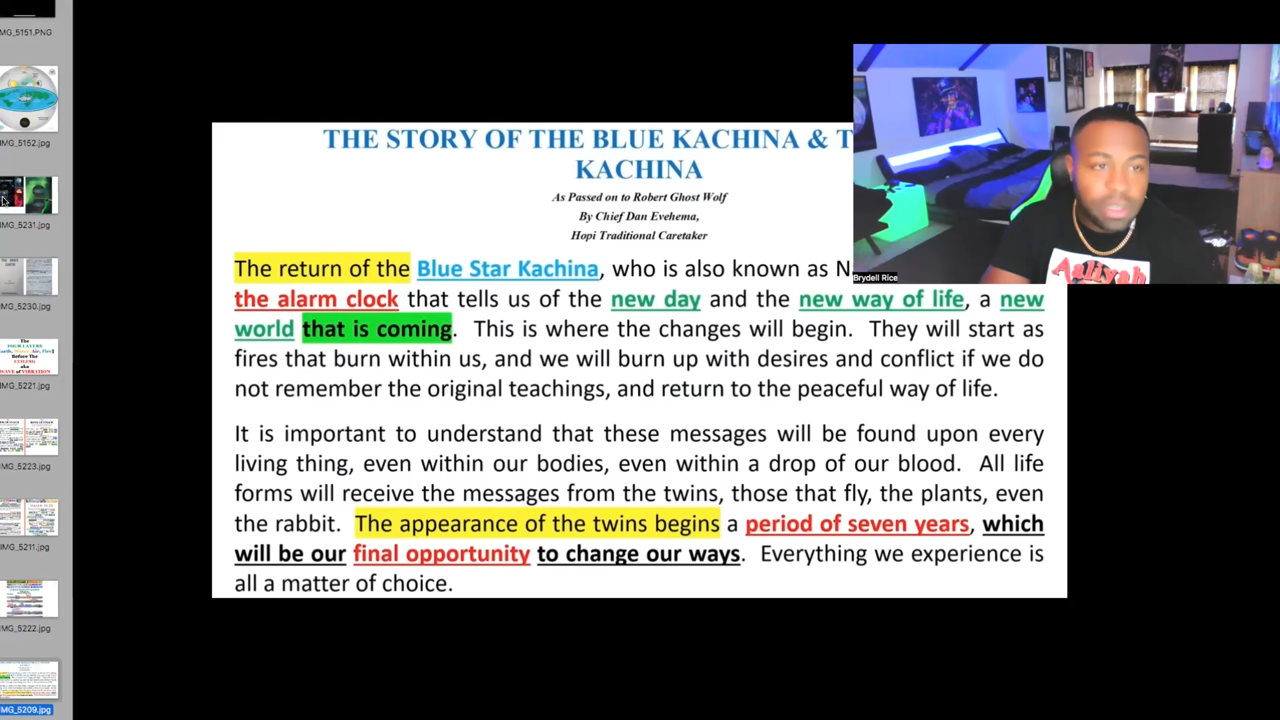 IMG_5151.PNG
IMG_5152.jpg
IMG_5231.jpg
IMG_5230.jpg
IMG_5221.jpg
IMG_5223.jpg
IMG_5211.jpg
IMG_5222.jpg
IMG_5209.jpg
THE STORY OF THE BLUE KACHINA & T
KACHINA
As Passed on to Robert Ghost Wolf
By Chief Dan Evehema,
Hopi Traditional Caretaker
The return of the Blue Star Kachina, who is also known as N
the alarm clock that tells us of the new day and the new way of life, a new
world that is coming. This is where the changes will begin. They will start as
fires that burn within us, and we will burn up with desires and conflict if we do
not remember the original teachings, and return to the peaceful way of life.
It is important to understand that these messages will be found upon every
living thing, even within our bodies, even within a drop of our blood. All life
forms will receive the messages from the twins, those that fly, the plants, even
the rabbit. The appearance of the twins begins a period of seven years, which
will be our final opportunity to change our ways. Everything we experience is
all a matter of choice.
Brydell Rice
Aaliyah